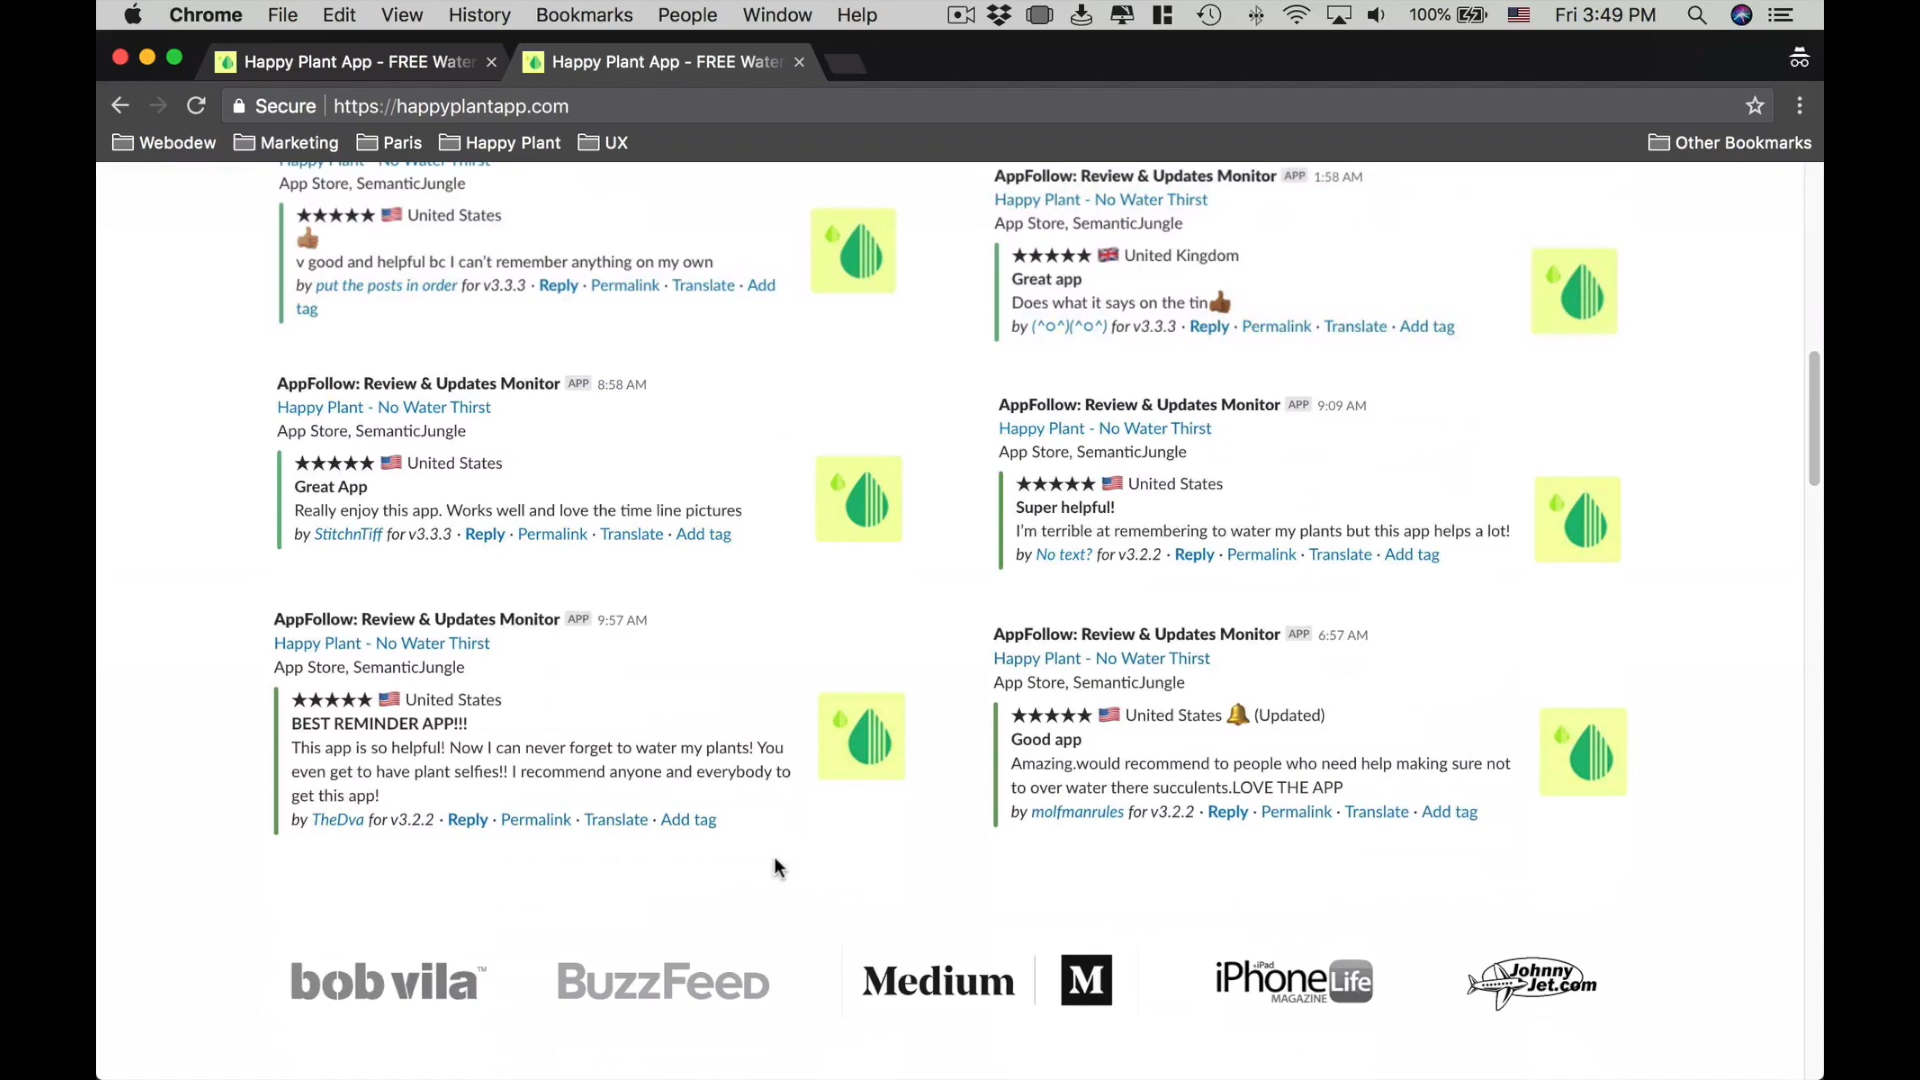 Chrome File Edit View History Bookmarks People Window Help 100% Fri 3:49 PM
Happy Plant App - FREE Water Happy Plant App - FREE Water
Secure https://happyplantapp.com
Webodew Marketing Paris Happy Plant UX Other Bookmarks
Happy Plant - No Water Thirst
App Store, SemanticJungle
★★★★★ United States
v good and helpful bc I can't remember anything on my own
by put the posts in order for v3.3.3 · Reply · Permalink · Translate · Add
tag
AppFollow: Review & Updates Monitor APP 1:58 AM
Happy Plant - No Water Thirst
App Store, SemanticJungle
★★★★★ United Kingdom
Great app
Does what it says on the tin
by (^o^)(^o^) for v3.3.3 · Reply · Permalink · Translate · Add tag
AppFollow: Review & Updates Monitor APP 8:58 AM
Happy Plant - No Water Thirst
App Store, SemanticJungle
★★★★★ United States
Great App
Really enjoy this app. Works well and love the time line pictures
by StitchnTiff for v3.3.3 · Reply · Permalink · Translate · Add tag
AppFollow: Review & Updates Monitor APP 9:09 AM
Happy Plant - No Water Thirst
App Store, SemanticJungle
★★★★★ United States
Super helpful!
I'm terrible at remembering to water my plants but this app helps a lot!
by No text? for v3.2.2 · Reply · Permalink · Translate · Add tag
AppFollow: Review & Updates Monitor APP 9:57 AM
Happy Plant - No Water Thirst
App Store, SemanticJungle
★★★★★ United States
BEST REMINDER APP!!!
This app is so helpful! Now I can never forget to water my plants! You
even get to have plant selfies!! I recommend anyone and everybody to
get this app!
by TheDva for v3.2.2 · Reply · Permalink · Translate · Add tag
AppFollow: Review & Updates Monitor APP 6:57 AM
Happy Plant - No Water Thirst
App Store, SemanticJungle
★★★★★ United States (Updated)
Good app
Amazing.would recommend to people who need help making sure not
to over water there succulents.LOVE THE APP
by molfmanrules for v3.2.2 · Reply · Permalink · Translate · Add tag
bob vila™ BuzzFeed Medium M +iPad iPhone Life MAGAZINE Johnny Jet.com